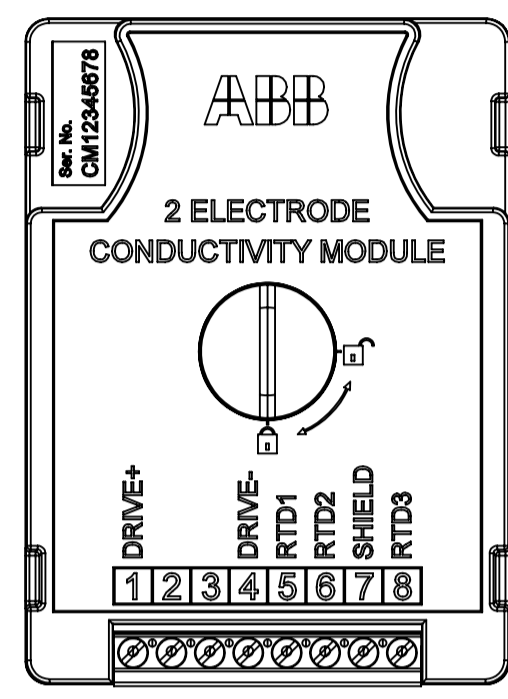 Ser. No.
CM12345678
ABB
2 ELECTRODE
CONDUCTIVITY MODULE
DRIVE+
DRIVE-
RTD1
RTD2
SHIELD
RTD3
1 2 3 4 5 6 7 8